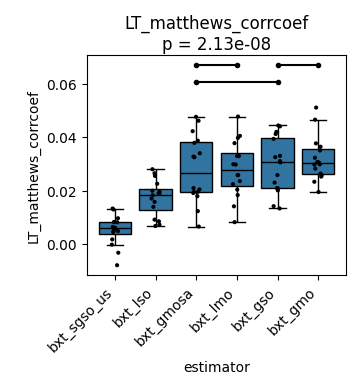 LT_matthews_corrcoef
p = 2.13e-08
LT_matthews_corrcoef
0.06
0.04
0.02
0.00
bxt_sgso_us
bxt_lso
bxt_gmosa
bxt_lmo
bxt_gso
bxt_gmo
estimator